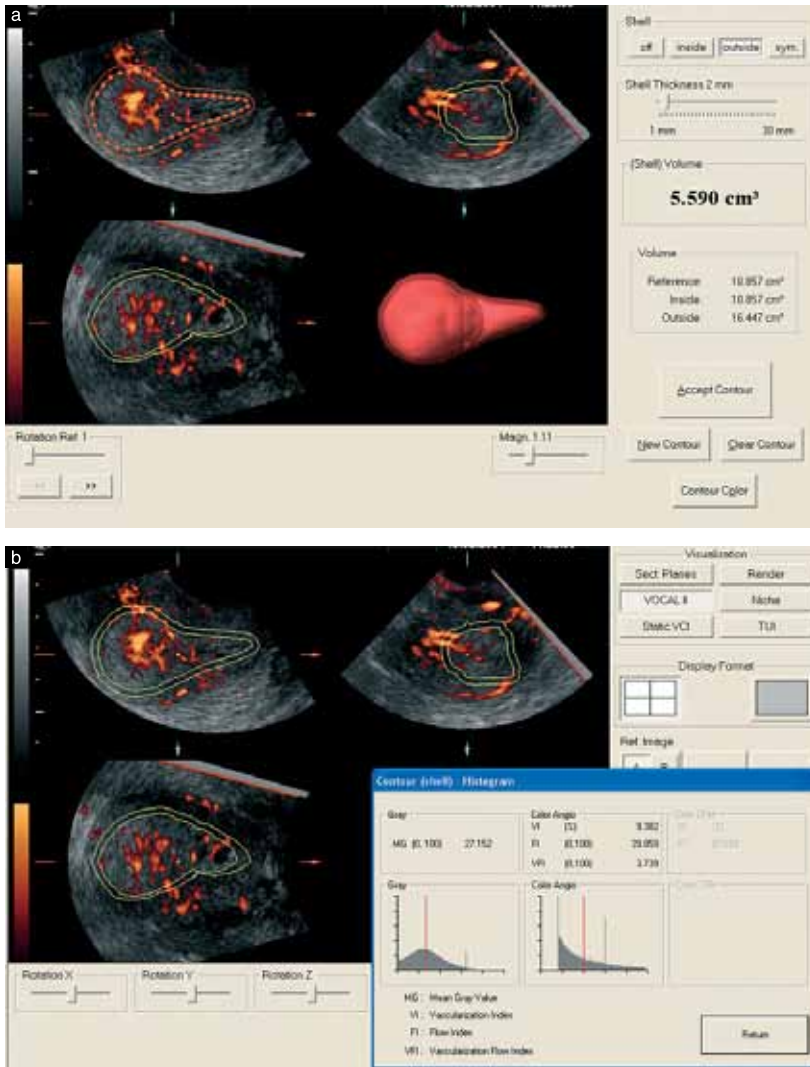 a
Shell
off inside outside sym.
Shell Thickness 2 mm
1 mm 30 mm
(Shell) Volume
5.590 cm³
Volume
Reference: 10.857 cm³
Inside: 10.857 cm³
Outside: 16.447 cm³
Accept Contour
Rotation Ref. 1
<< >>
Magn. 1.11
New Contour Clear Contour
Contour Color
b
Visualization
Sect Planes Render
VOCAL II Niche
Static VCI TUI
Display Format
Ref. Image
A B
Contour (shell) - Histogram
Gray
MG (0, 100) 27.152
Color Angio
VI (%)
FI (0,100)
VFI (0,100) 3.739
Gray
Color Angio
Rotation X Rotation Y Rotation Z
MG : Mean Gray Value
VI : Vascularization Index
FI : Flow Index
VFI : Vascularization Flow Index
Return